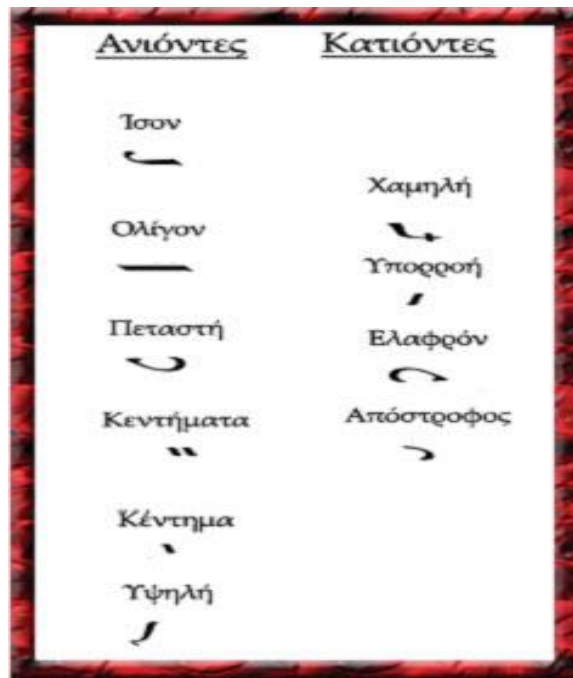 Ανιόντες
Ίσον
Ολίγον
Πεταστή
Κεντήματα
Κέντημα
Υψηλή
Κατιόντες
Χαμηλή
Υπορροή
Ελαφρόν
Απόστροφος